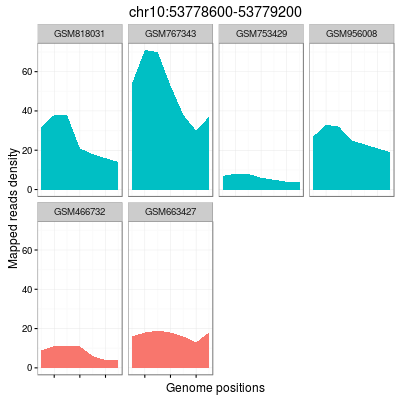 chr10:53778600-53779200
GSM818031 GSM767343 GSM753429 GSM956008
60
40
20
0
Mapped reads density
GSM466732 GSM663427
60
40
20
0
Genome positions